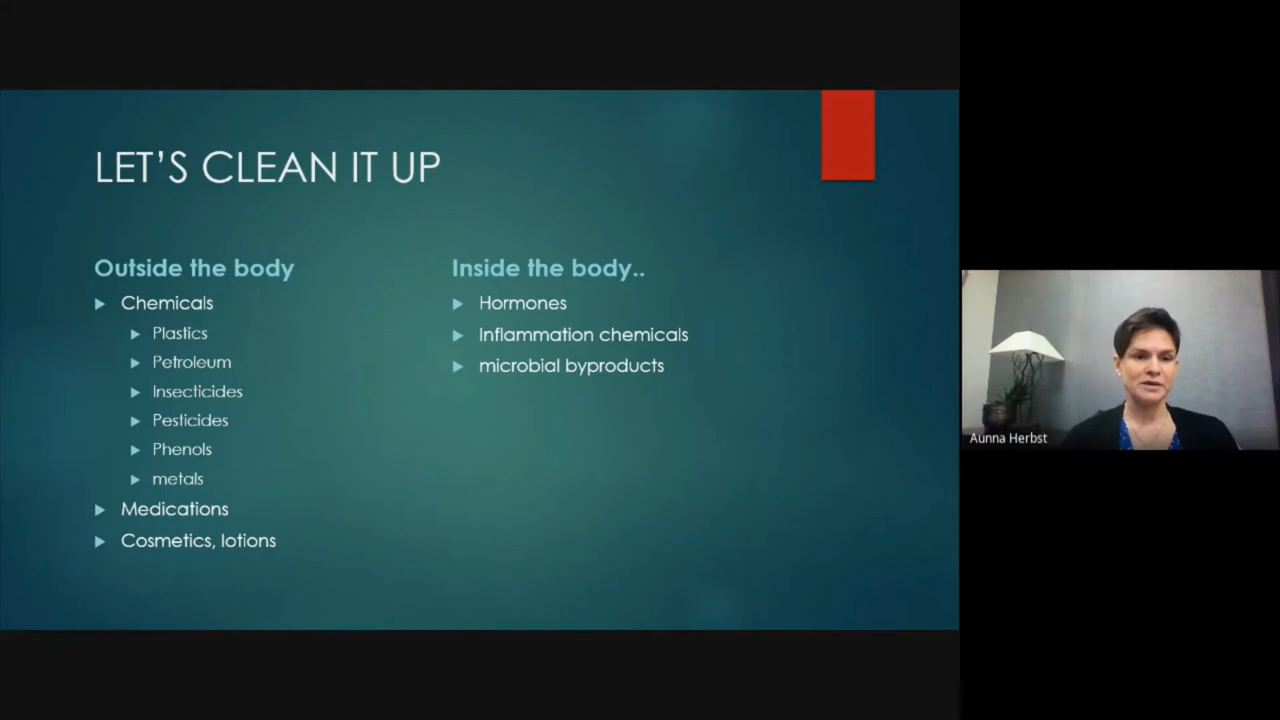 LET’S CLEAN IT UP
Outside the body
Chemicals
Plastics
Petroleum
Insecticides
Pesticides
Phenols
metals
Medications
Cosmetics, lotions
Inside the body..
Hormones
Inflammation chemicals
microbial byproducts
Aunna Herbst